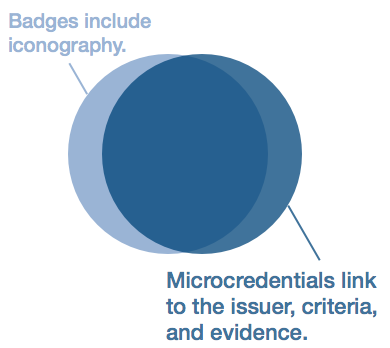 Badges include
iconography.
Microcredentials link
to the issuer, criteria,
and evidence.